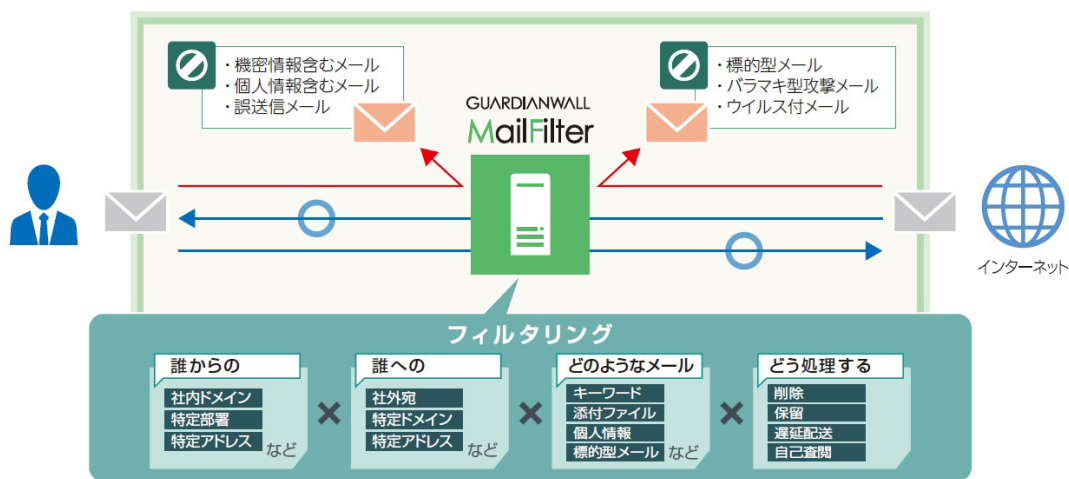 ・機密情報含むメール
・個人情報含むメール
・誤送信メール
・標的型メール
・バラマキ型攻撃メール
・ウイルス付メール
GUARDIANWALL
MailFilter
インターネット
フィルタリング
誰からの
社内ドメイン
特定部署
特定アドレス
など
×
誰への
社外宛
特定ドメイン
特定アドレス
など
×
どのようなメール
キーワード
添付ファイル
個人情報
標的型メール
など
×
どう処理する
削除
保留
遅延配送
自己査閲